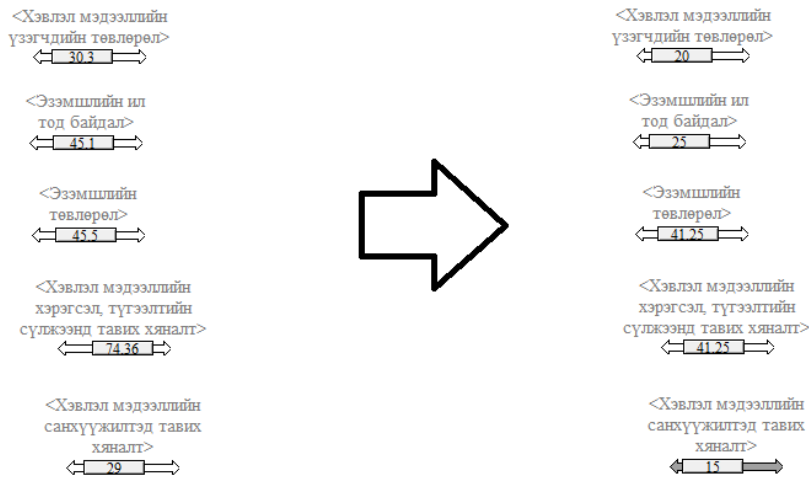 <Хэвлэл мэдээллийн
үзэгчдийн төвлөрөл>
30.3
<Эзэмшлийн ил
тод байдал>
45.1
<Эзэмшлийн
төвлөрөл>
45.5
<Хэвлэл мэдээллийн
хэрэгсэл, түгээлтийн
сүлжээнд тавих хяналт>
74.36
<Хэвлэл мэдээллийн
санхүүжилтэд тавих
хяналт>
29
<Хэвлэл мэдээллийн
үзэгчдийн төвлөрөл>
20
<Эзэмшлийн ил
тод байдал>
25
<Эзэмшлийн
төвлөрөл>
41.25
<Хэвлэл мэдээллийн
хэрэгсэл, түгээлтийн
сүлжээнд тавих хяналт>
41.25
<Хэвлэл мэдээллийн
санхүүжилтэд тавих
хяналт>
15